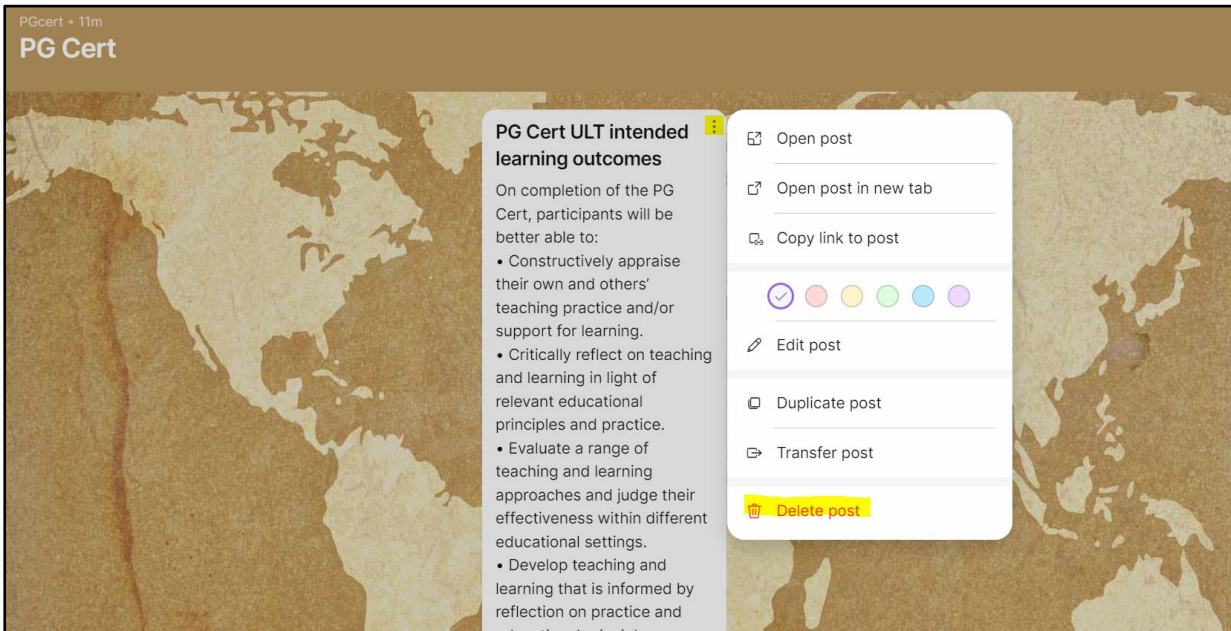 PGcert • 11m
PG Cert
PG Cert ULT intended
learning outcomes
On completion of the PG
Cert, participants will be
better able to:
• Constructively appraise
their own and others’
teaching practice and/or
support for learning.
• Critically reflect on teaching
and learning in light of
relevant educational
principles and practice.
• Evaluate a range of
teaching and learning
approaches and judge their
effectiveness within different
educational settings.
• Develop teaching and
learning that is informed by
reflection on practice and
Open post
Open post in new tab
Copy link to post
Edit post
Duplicate post
Transfer post
Delete post